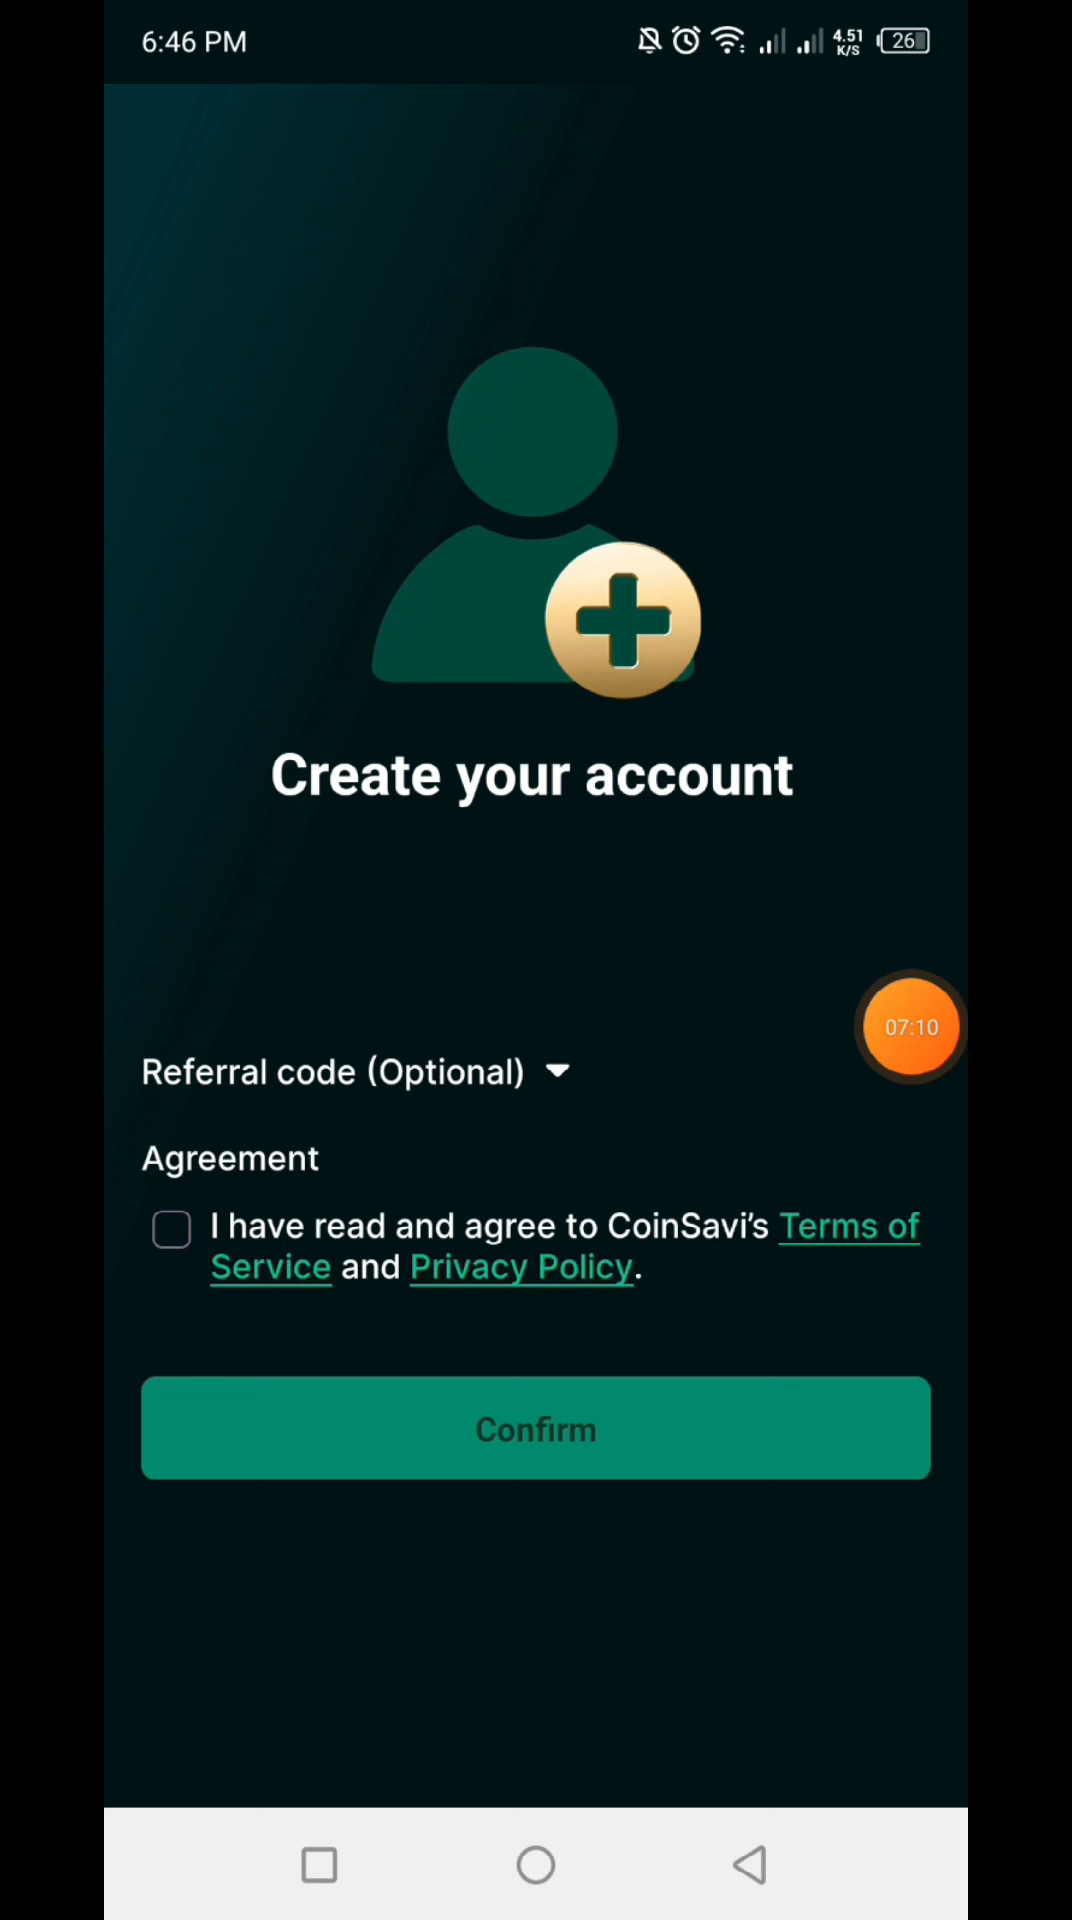 6:46 PM
4.51
K/S
26
Create your account
07:10
Referral code (Optional)
Agreement
I have read and agree to CoinSavi’s Terms of
Service and Privacy Policy.
Confirm